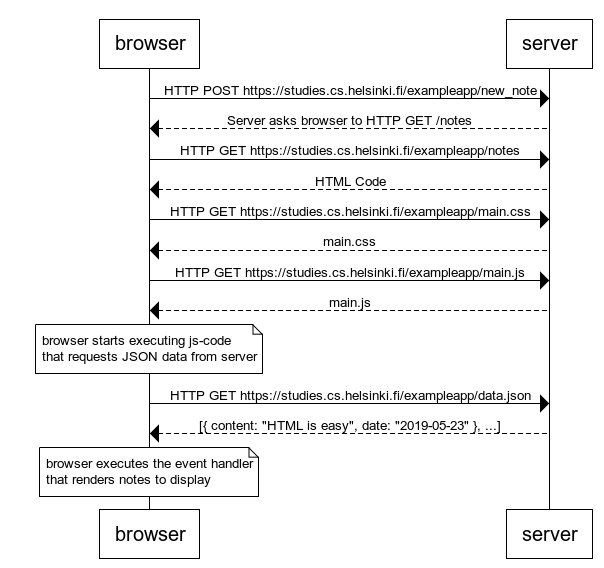 browser
server
HTTP POST https://studies.cs.helsinki.fi/exampleapp/new_note
Server asks browser to HTTP GET /notes
HTTP GET https://studies.cs.helsinki.fi/exampleapp/notes
HTML Code
HTTP GET https://studies.cs.helsinki.fi/exampleapp/main.css
main.css
HTTP GET https://studies.cs.helsinki.fi/exampleapp/main.js
main.js
browser starts executing js-code
that requests JSON data from server
HTTP GET https://studies.cs.helsinki.fi/exampleapp/data.json
[{ content: "HTML is easy", date: "2019-05-23" }, ...]
browser executes the event handler
that renders notes to display
browser
server